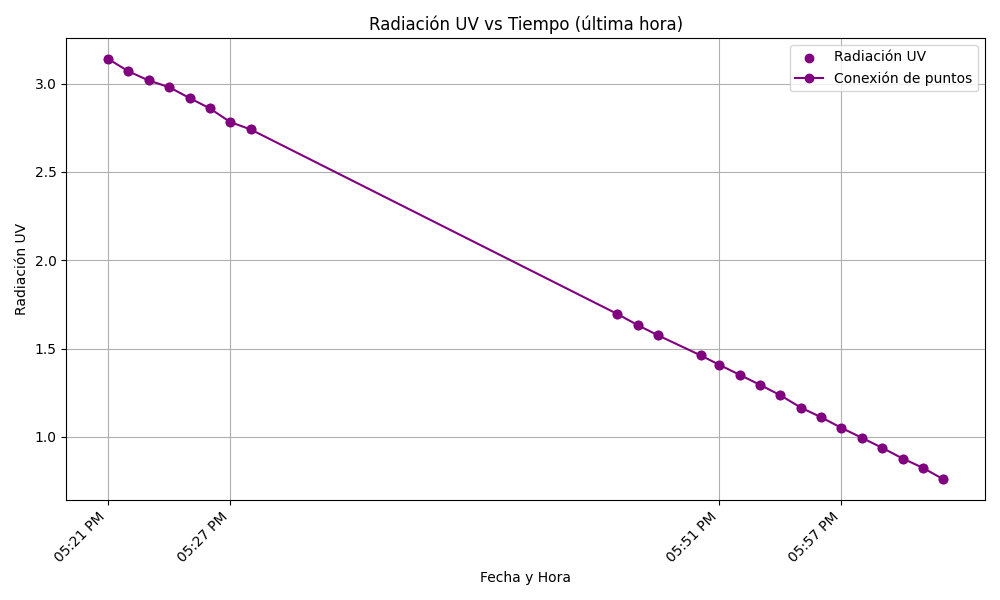 Radiación UV vs Tiempo (última hora)
Radiación UV
Conexión de puntos
Radiación UV
3.0
2.5
2.0
1.5
1.0
05:21 PM
05:27 PM
05:51 PM
05:57 PM
Fecha y Hora